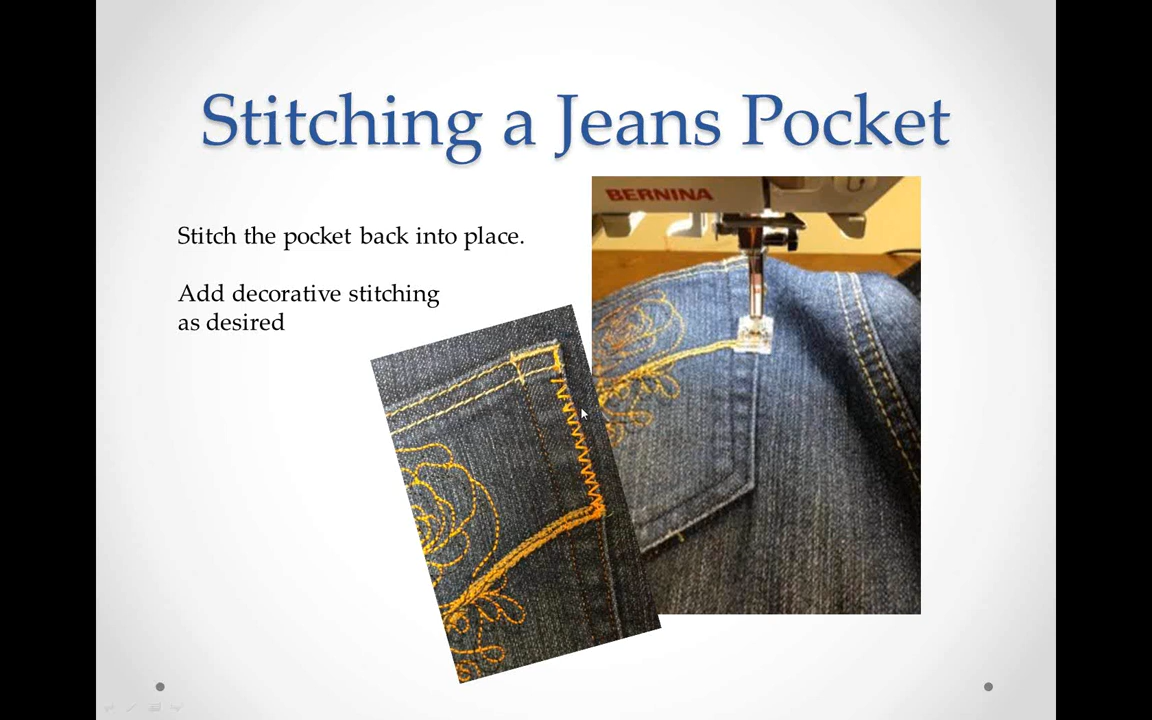 Stitching a Jeans Pocket
Stitch the pocket back into place.
Add decorative stitching
as desired
BERNINA